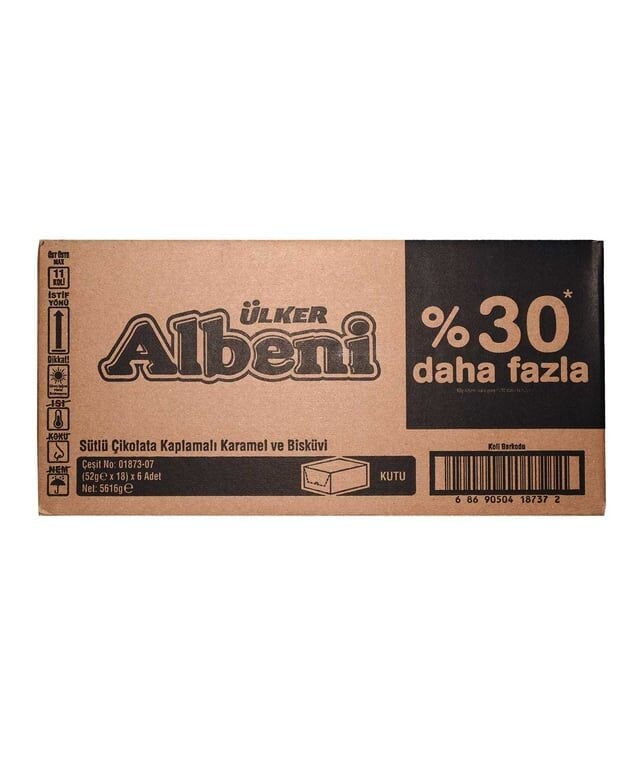 ÜST ÜSTE
MAX
11
KOLİ
İSTİF
YÖNÜ
Dikkat!
ISI
KOKU
NEM
ÜLKER
Albeni
%30*
daha fazla
Sütlü Çikolata Kaplamalı Karamel ve Bisküvi
Çeşit No: 01873-07
(52g℮ x 18) x 6 Adet
Net: 5616g℮
KUTU
Koli Barkodu
6 86 90504 18737 2